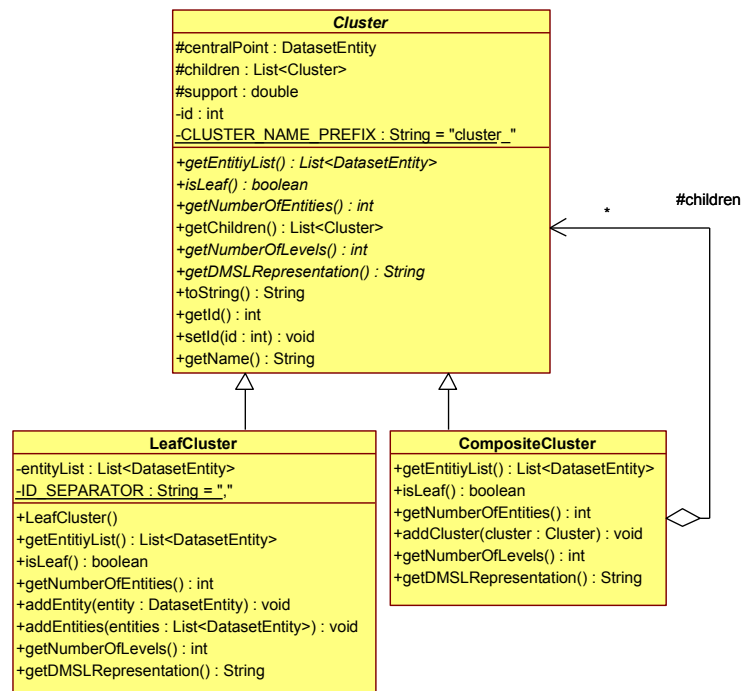 Cluster
#centralPoint : DatasetEntity
#children : List<Cluster>
#support : double
-id : int
-CLUSTER_NAME_PREFIX : String = "cluster_"
+getEntitiyList() : List<DatasetEntity>
+isLeaf() : boolean
+getNumberOfEntities() : int
+getChildren() : List<Cluster>
+getNumberOfLevels() : int
+getDMSLRepresentation() : String
+toString() : String
+getId() : int
+setId(id : int) : void
+getName() : String
#children
*
LeafCluster
-entityList : List<DatasetEntity>
-ID_SEPARATOR : String = ","
+LeafCluster()
+getEntitiyList() : List<DatasetEntity>
+isLeaf() : boolean
+getNumberOfEntities() : int
+addEntity(entity : DatasetEntity) : void
+addEntities(entities : List<DatasetEntity>) : void
+getNumberOfLevels() : int
+getDMSLRepresentation() : String
CompositeCluster
+getEntitiyList() : List<DatasetEntity>
+isLeaf() : boolean
+getNumberOfEntities() : int
+addCluster(cluster : Cluster) : void
+getNumberOfLevels() : int
+getDMSLRepresentation() : String